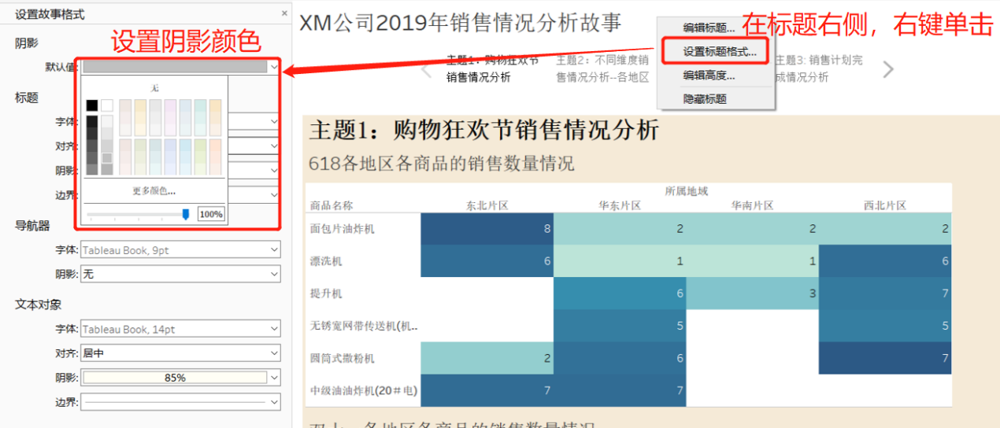 设置故事格式 ×
阴影
默认值:
无
更多颜色...
100%
标题
字体:
对齐:
阴影:
边界:
导航器
字体: Tableau Book, 9pt
阴影: 无
文本对象
字体: Tableau Book, 14pt
对齐: 居中
阴影: 85%
边界:
设置阴影颜色
XM公司2019年销售情况分析故事
编辑标题...
设置标题格式...
编辑高度...
隐藏标题
在标题右侧，右键单击
主题1：购物狂欢节
销售情况分析
主题2：不同维度销
售情况分析--各地区
主题3: 销售计划完
成情况分析
主题1：购物狂欢节销售情况分析
618各地区各商品的销售数量情况
所属地域
商品名称 东北片区 华东片区 华南片区 西北片区
面包片油炸机 8 2 2 2
漂洗机 6 1 1 6
提升机 6 3 7
无锈宽网带传送机(机.. 5 5
圆筒式撒粉机 2 6 7
中级油油炸机(20＃电) 7 7
双十一各地区各商品的销售数量情况